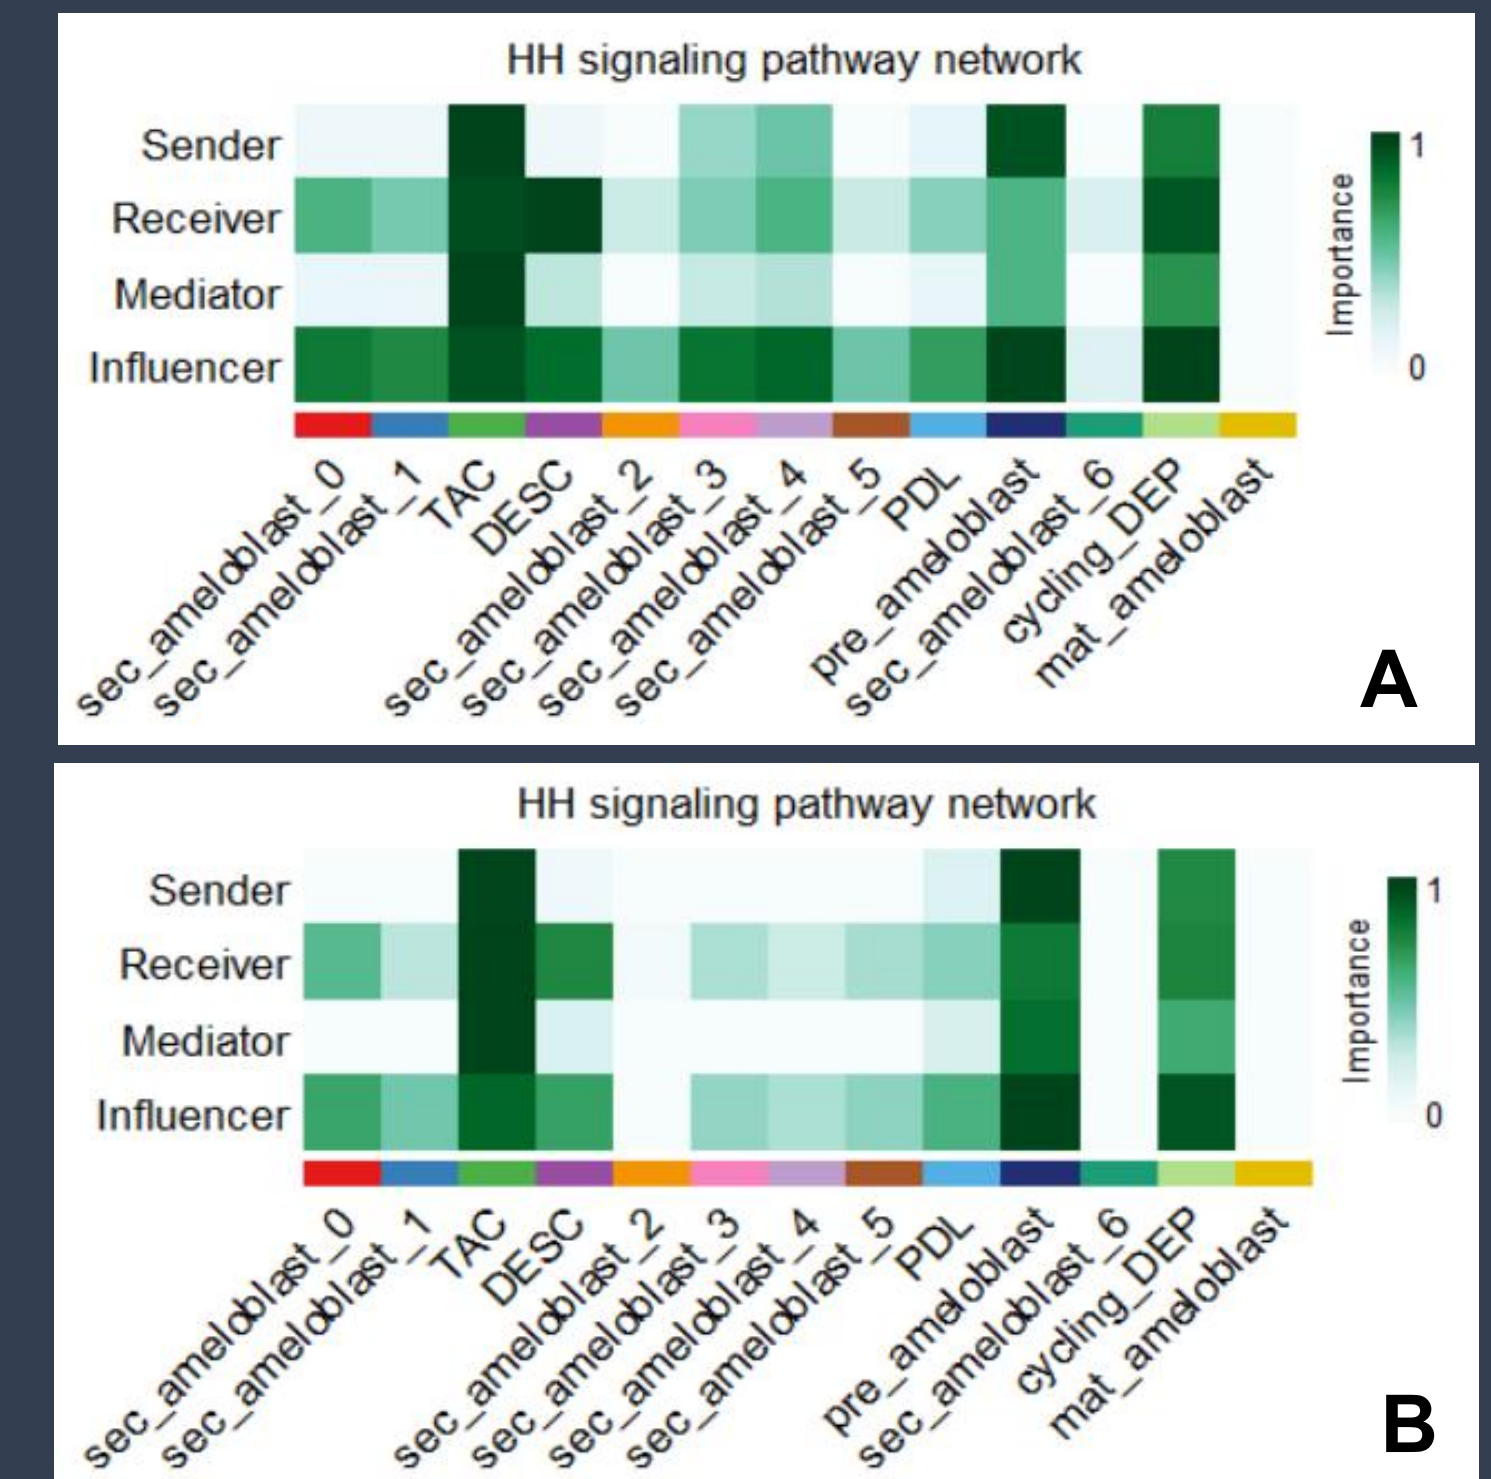 HH signaling pathway network
Sender
Receiver
Mediator
Influencer
1
Importance
0
sec_ameloblast_0
sec_ameloblast_1
TAC
DESC
sec_ameloblast_2
sec_ameloblast_3
sec_ameloblast_4
sec_ameloblast_5
PDL
pre_ameloblast
sec_ameloblast_6
cycling_DEP
mat_ameloblast
A
HH signaling pathway network
Sender
Receiver
Mediator
Influencer
1
Importance
0
sec_ameloblast_0
sec_ameloblast_1
TAC
DESC
sec_ameloblast_2
sec_ameloblast_3
sec_ameloblast_4
sec_ameloblast_5
PDL
pre_ameloblast
sec_ameloblast_6
cycling_DEP
mat_ameloblast
B